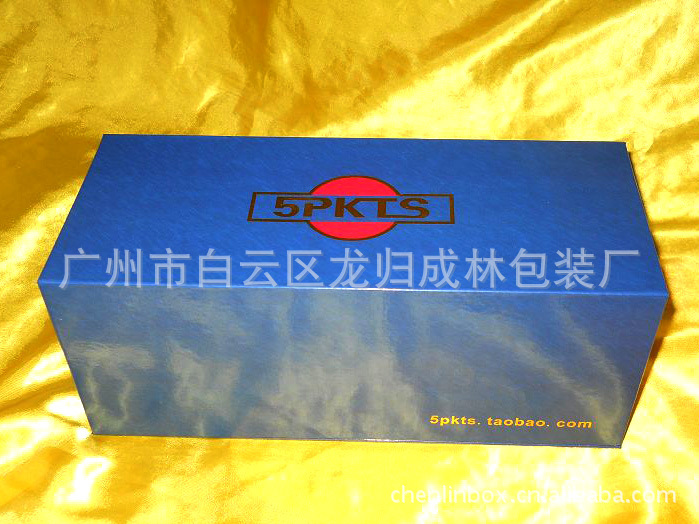 5PKTS
广州市白云区龙归成林包装厂
5pkts. taobao. com
chenlinbox.cn.alibaba.com